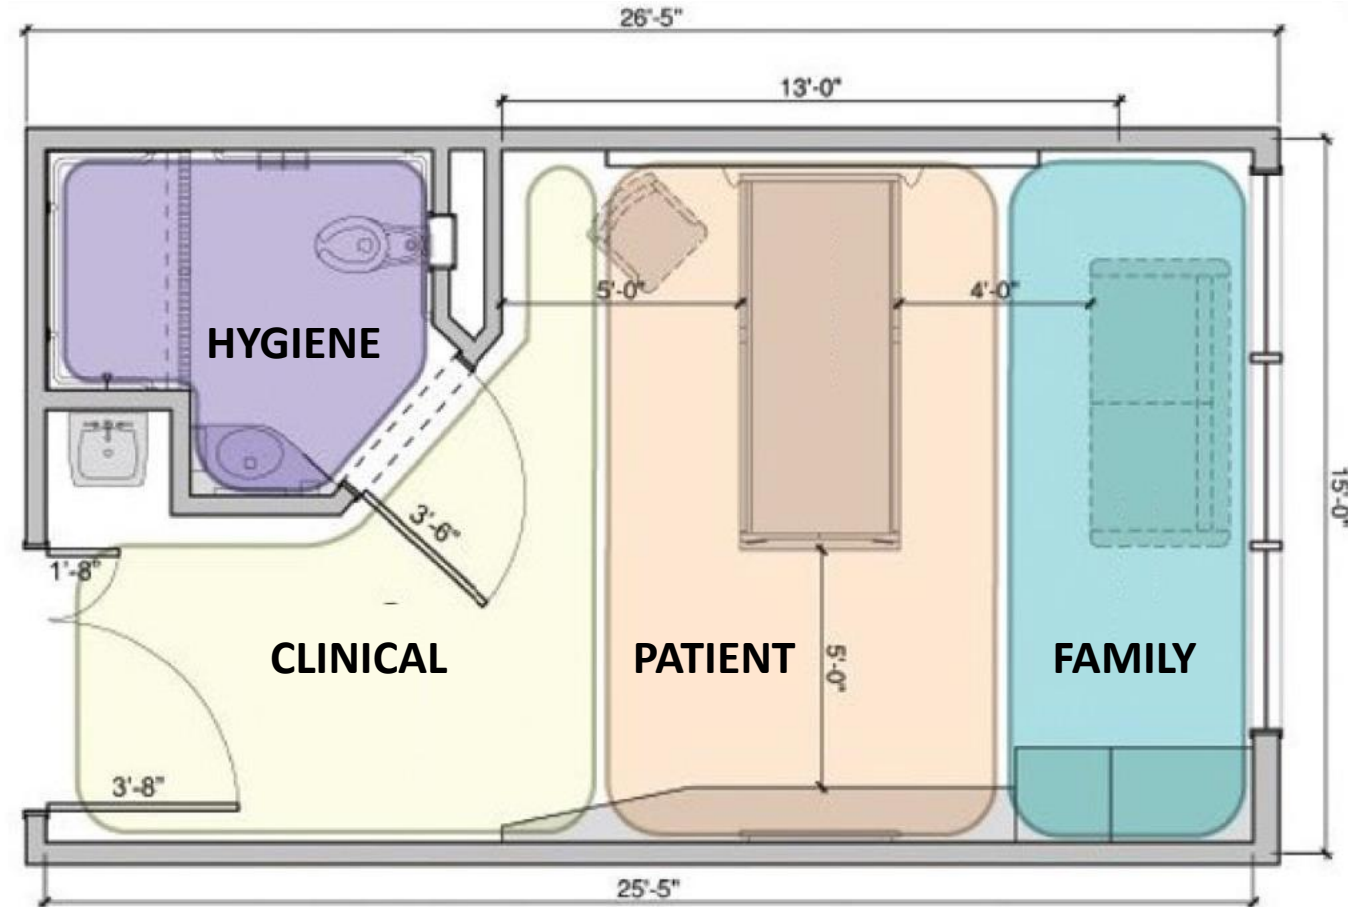 26'-5"
13'-0"
5'-0"
4'-0"
HYGIENE
15'-0"
3'-6"
1'-8"
CLINICAL
PATIENT
5'-0"
FAMILY
3'-8"
25'-5"